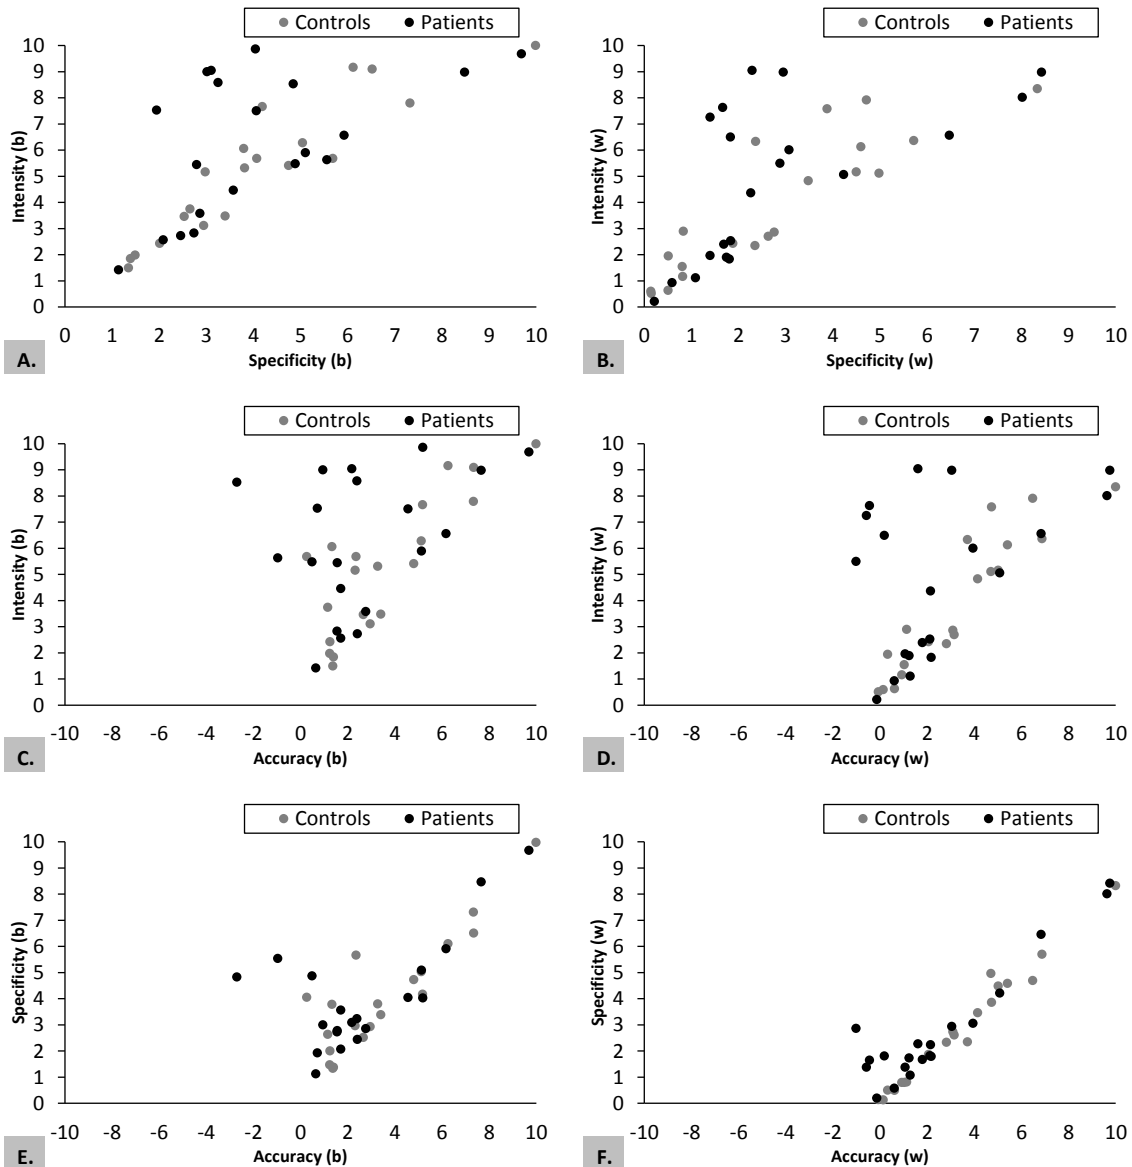 Controls Patients
Controls Patients
10
9
8
7
6
5
4
3
2
1
0
Intensity (b)
0 1 2 3 4 5 6 7 8 9 10
Specificity (b)
A.
10
9
8
7
6
5
4
3
2
1
0
Intensity (w)
0 1 2 3 4 5 6 7 8 9 10
Specificity (w)
B.
Controls Patients
Controls Patients
10
9
8
7
6
5
4
3
2
1
0
Intensity (b)
-10 -8 -6 -4 -2 0 2 4 6 8 10
Accuracy (b)
C.
10
9
8
7
6
5
4
3
2
1
0
Intensity (w)
-10 -8 -6 -4 -2 0 2 4 6 8 10
Accuracy (w)
D.
Controls Patients
Controls Patients
10
9
8
7
6
5
4
3
2
1
0
Specificity (b)
-10 -8 -6 -4 -2 0 2 4 6 8 10
Accuracy (b)
E.
10
9
8
7
6
5
4
3
2
1
0
Specificity (w)
-10 -8 -6 -4 -2 0 2 4 6 8 10
Accuracy (w)
F.